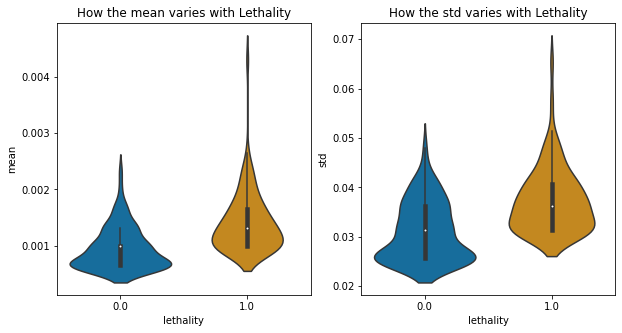 How the mean varies with Lethality
mean
0.004
0.003
0.002
0.001
0.0
1.0
lethality
How the std varies with Lethality
std
0.07
0.06
0.05
0.04
0.03
0.02
0.0
1.0
lethality